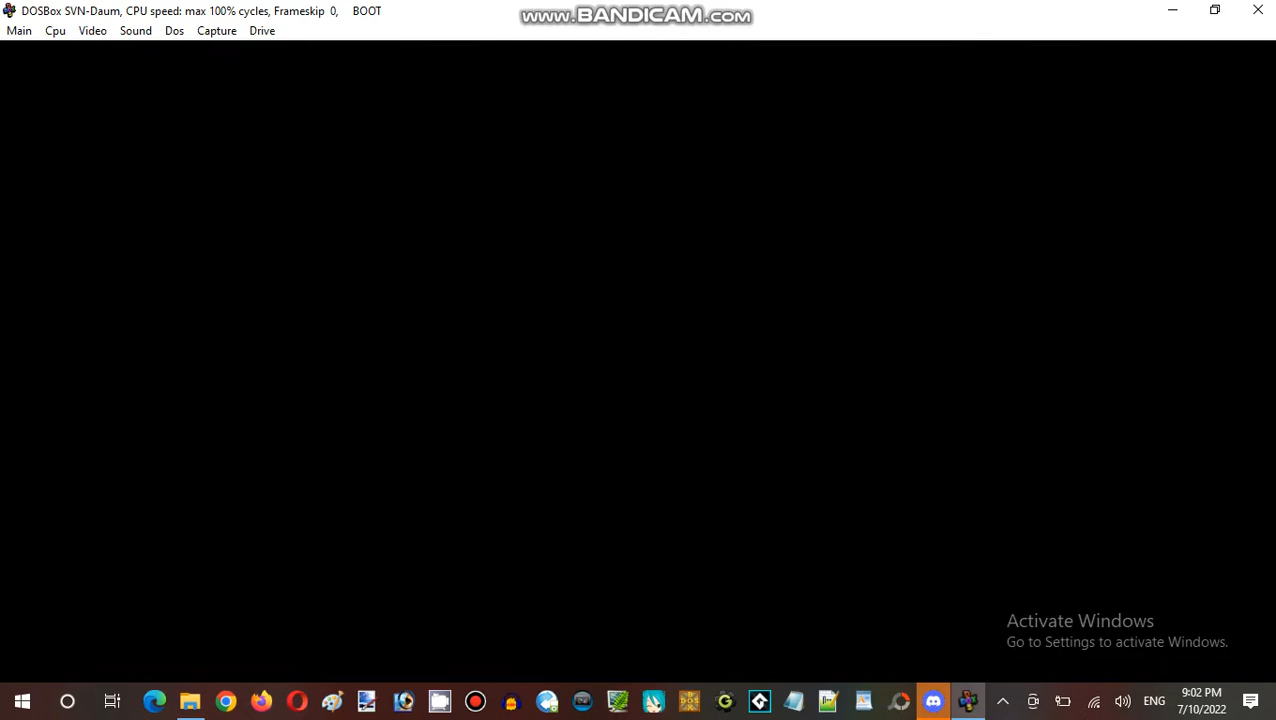 DOSBox SVN-Daum, CPU speed: max 100% cycles, Frameskip 0, BOOT
www.BANDICAM.com
Main Cpu Video Sound Dos Capture Drive
Activate Windows
Go to Settings to activate Windows.
DOS
ENG
9:02 PM
7/10/2022